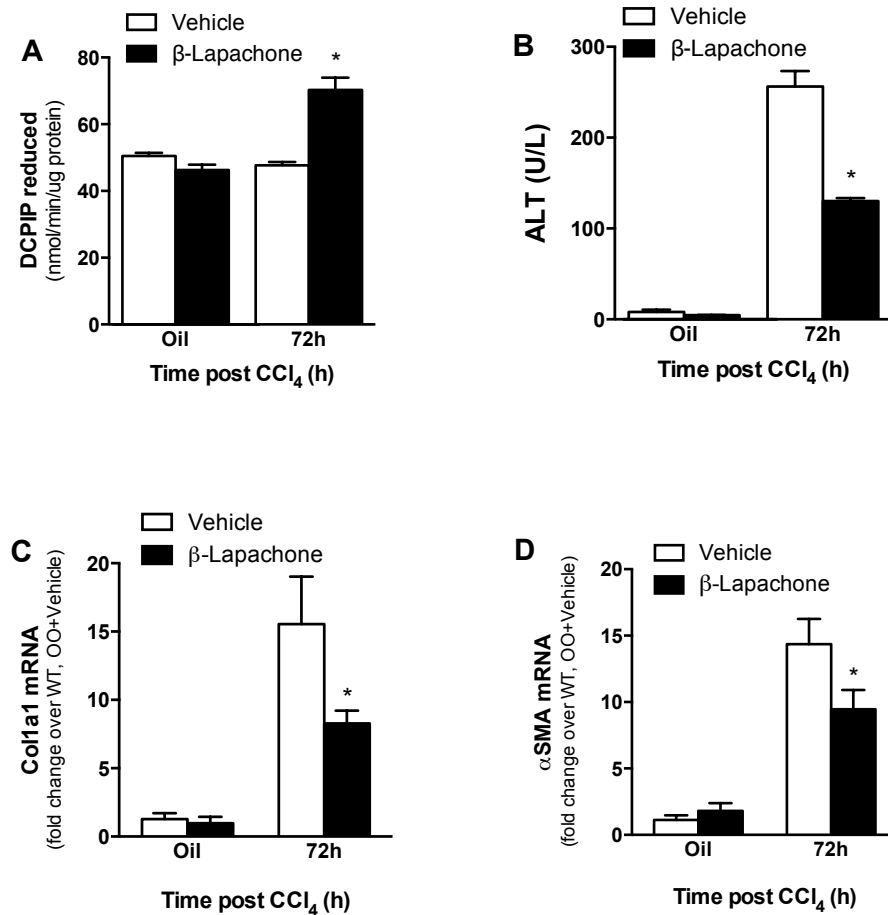 A
Vehicle
β-Lapachone
DCPIP reduced
(nmol/min/ug protein)
80
60
40
20
0
*
Oil
72h
Time post CCl₄ (h)
B
Vehicle
β-Lapachone
ALT (U/L)
300
200
100
0
*
Oil
72h
Time post CCl₄ (h)
C
Vehicle
β-Lapachone
Col1a1 mRNA
(fold change over WT, OO+Vehicle)
20
15
10
5
0
*
Oil
72h
Time post CCl₄ (h)
D
Vehicle
β-Lapachone
αSMA mRNA
(fold change over WT, OO+Vehicle)
20
15
10
5
0
*
Oil
72h
Time post CCl₄ (h)